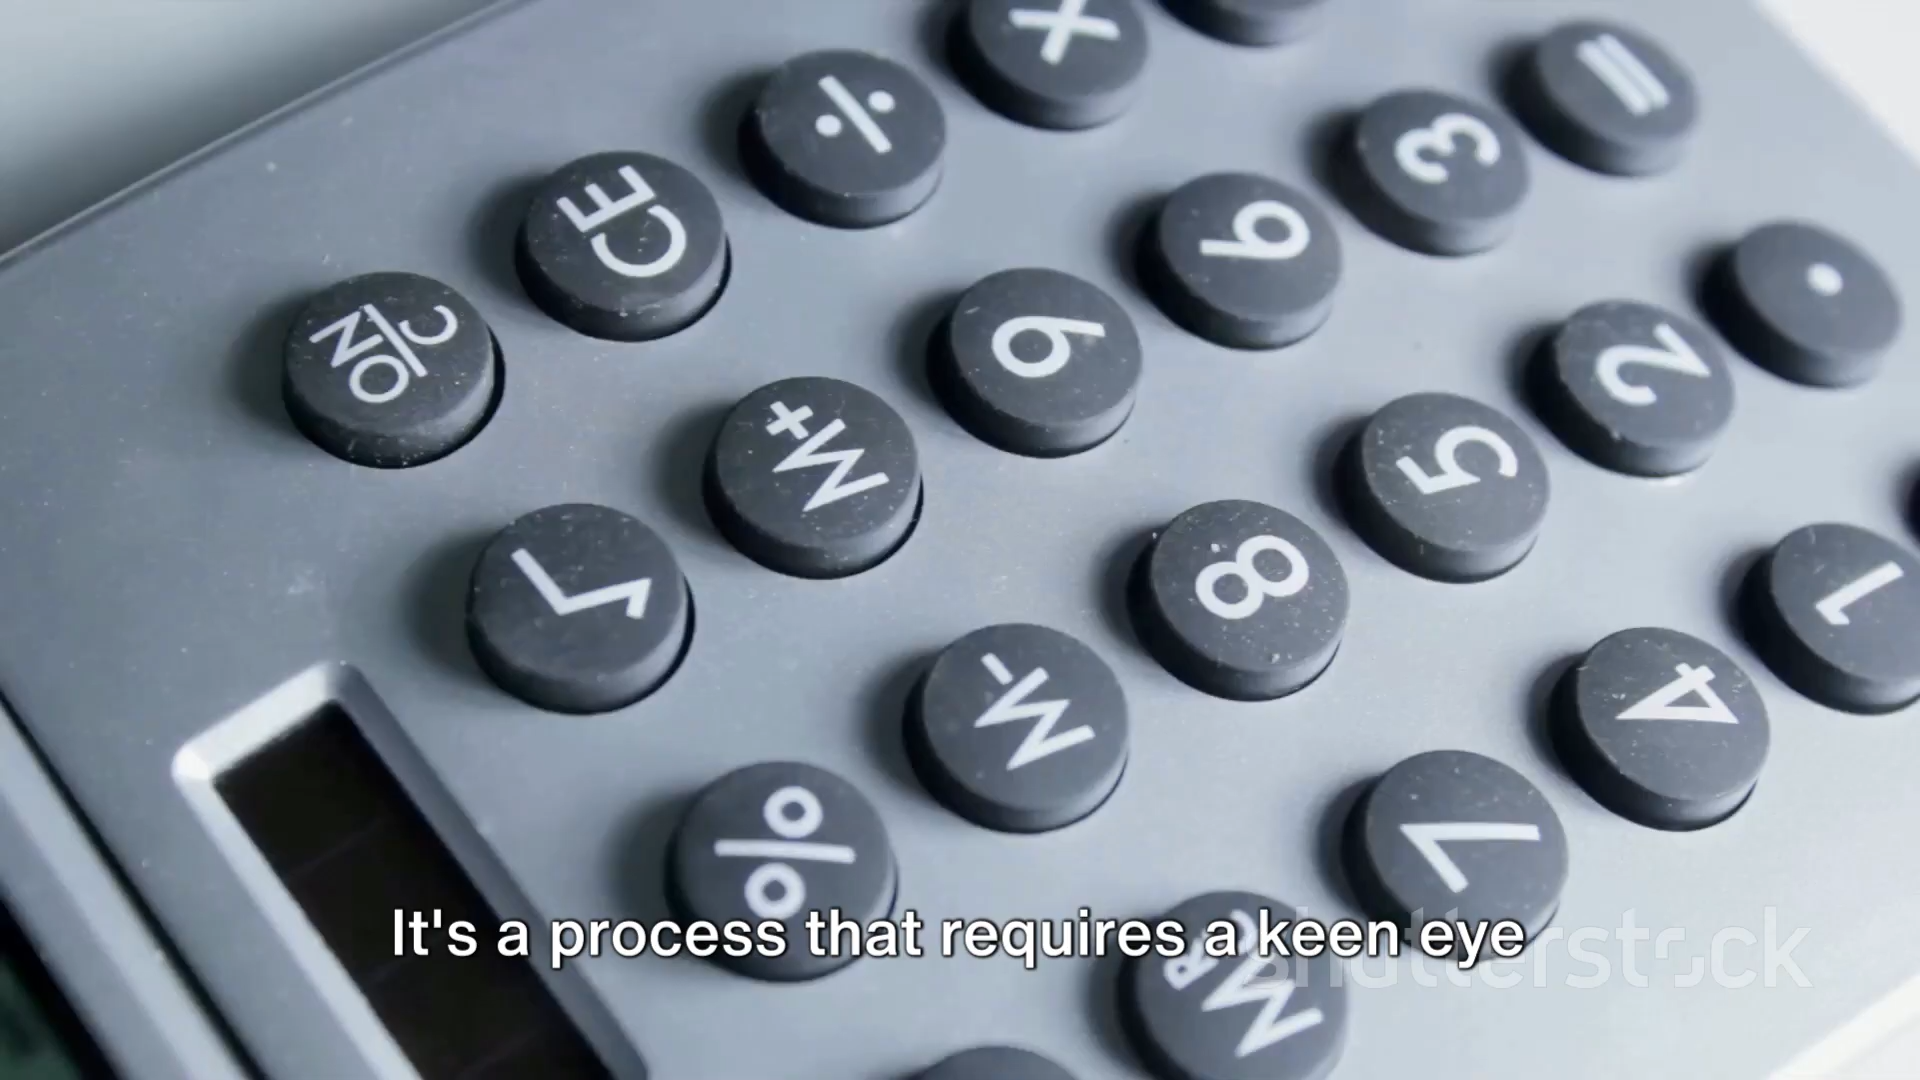 ON/C
CE
÷
×
=
√
M+
9
6
3
%
M-
8
5
2
.
MR
7
4
1
It's a process that requires a keen eye
shutterstock